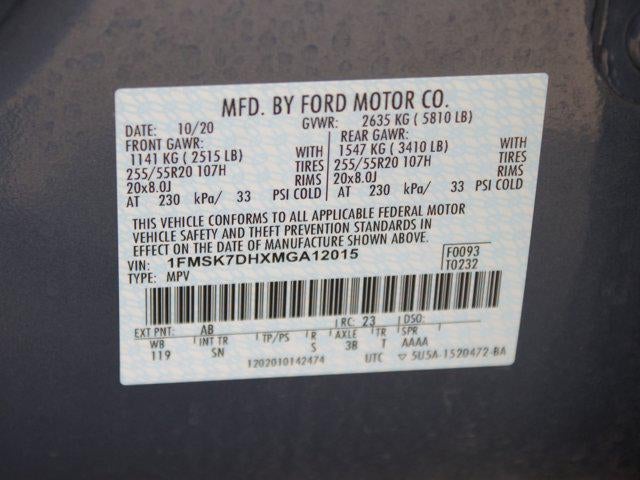 MFD. BY FORD MOTOR CO.
DATE: 10/20 GVWR: 2635 KG ( 5810 LB)
FRONT GAWR: REAR GAWR:
1141 KG ( 2515 LB) WITH 1547 KG ( 3410 LB) WITH
255/55R20 107H TIRES 255/55R20 107H TIRES
20x8.0J RIMS 20x8.0J RIMS
AT 230 kPa/ 33 PSI COLD AT 230 kPa/ 33 PSI COLD
THIS VEHICLE CONFORMS TO ALL APPLICABLE FEDERAL MOTOR
VEHICLE SAFETY AND THEFT PREVENTION STANDARDS IN
EFFECT ON THE DATE OF MANUFACTURE SHOWN ABOVE.
VIN: 1FMSK7DHXMGA12015 F0093
TYPE: MPV T0232
EXT PNT: AB RC: 23 DSO:
WB INT TR TP/PS R AXLE TR SPR
119 SN S 3B T AAAA
1202010142474 UTC ▽ 5U5A-1520472-BA